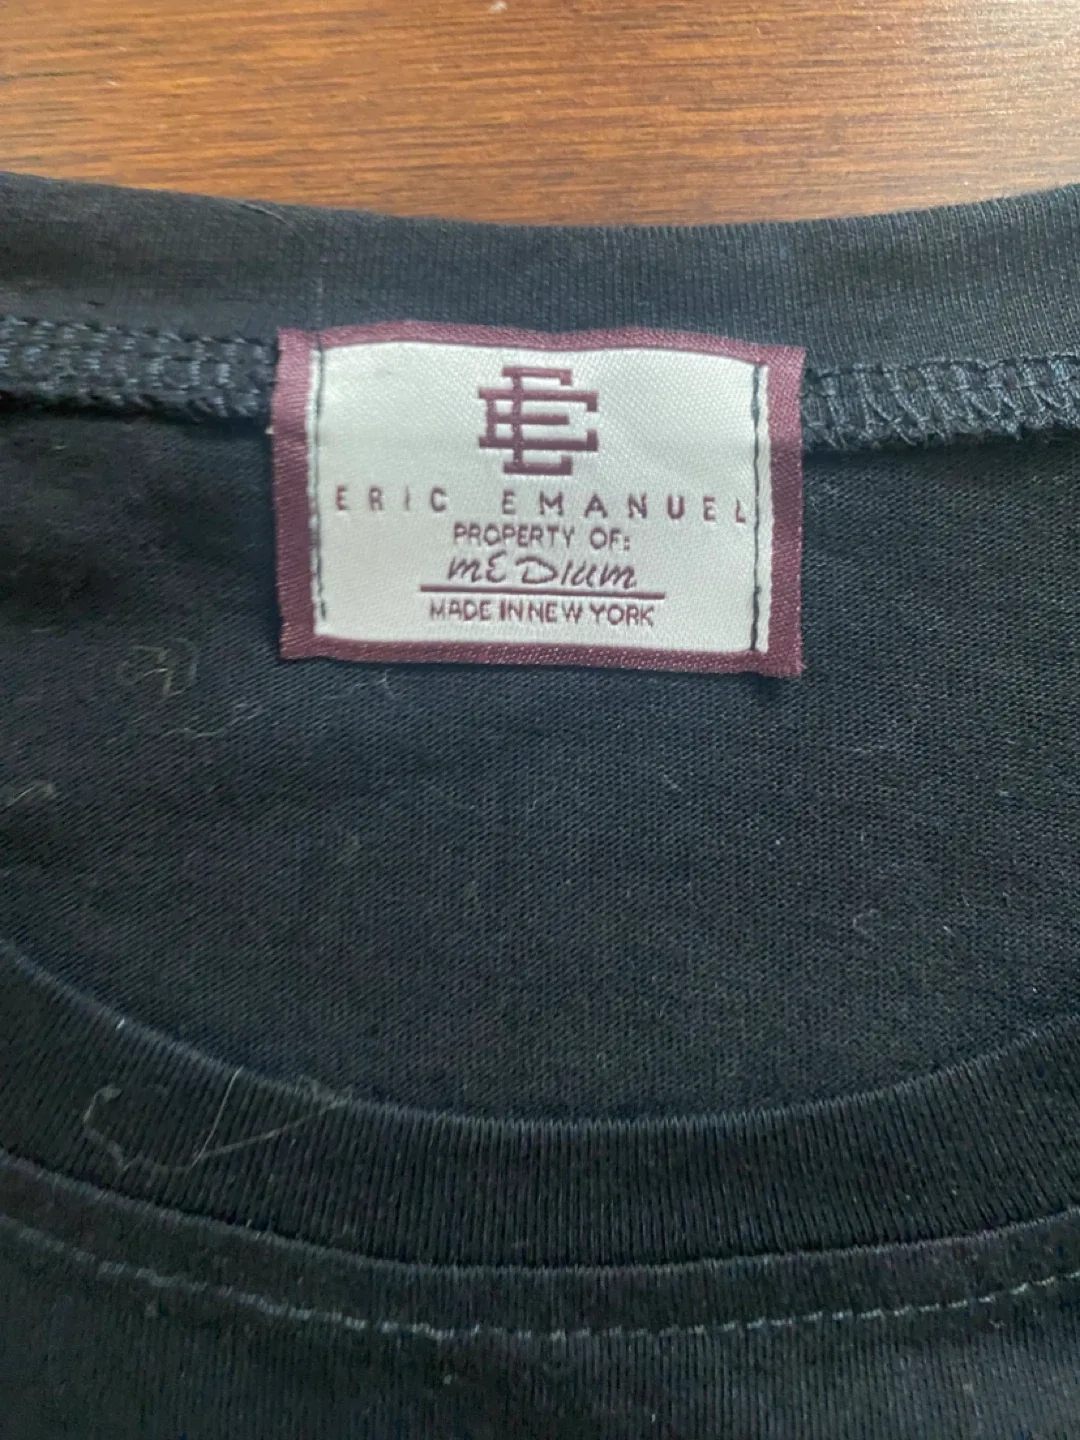 EE
ERIC EMANUEL
PROPERTY OF:
mEDIum
MADE IN NEW YORK